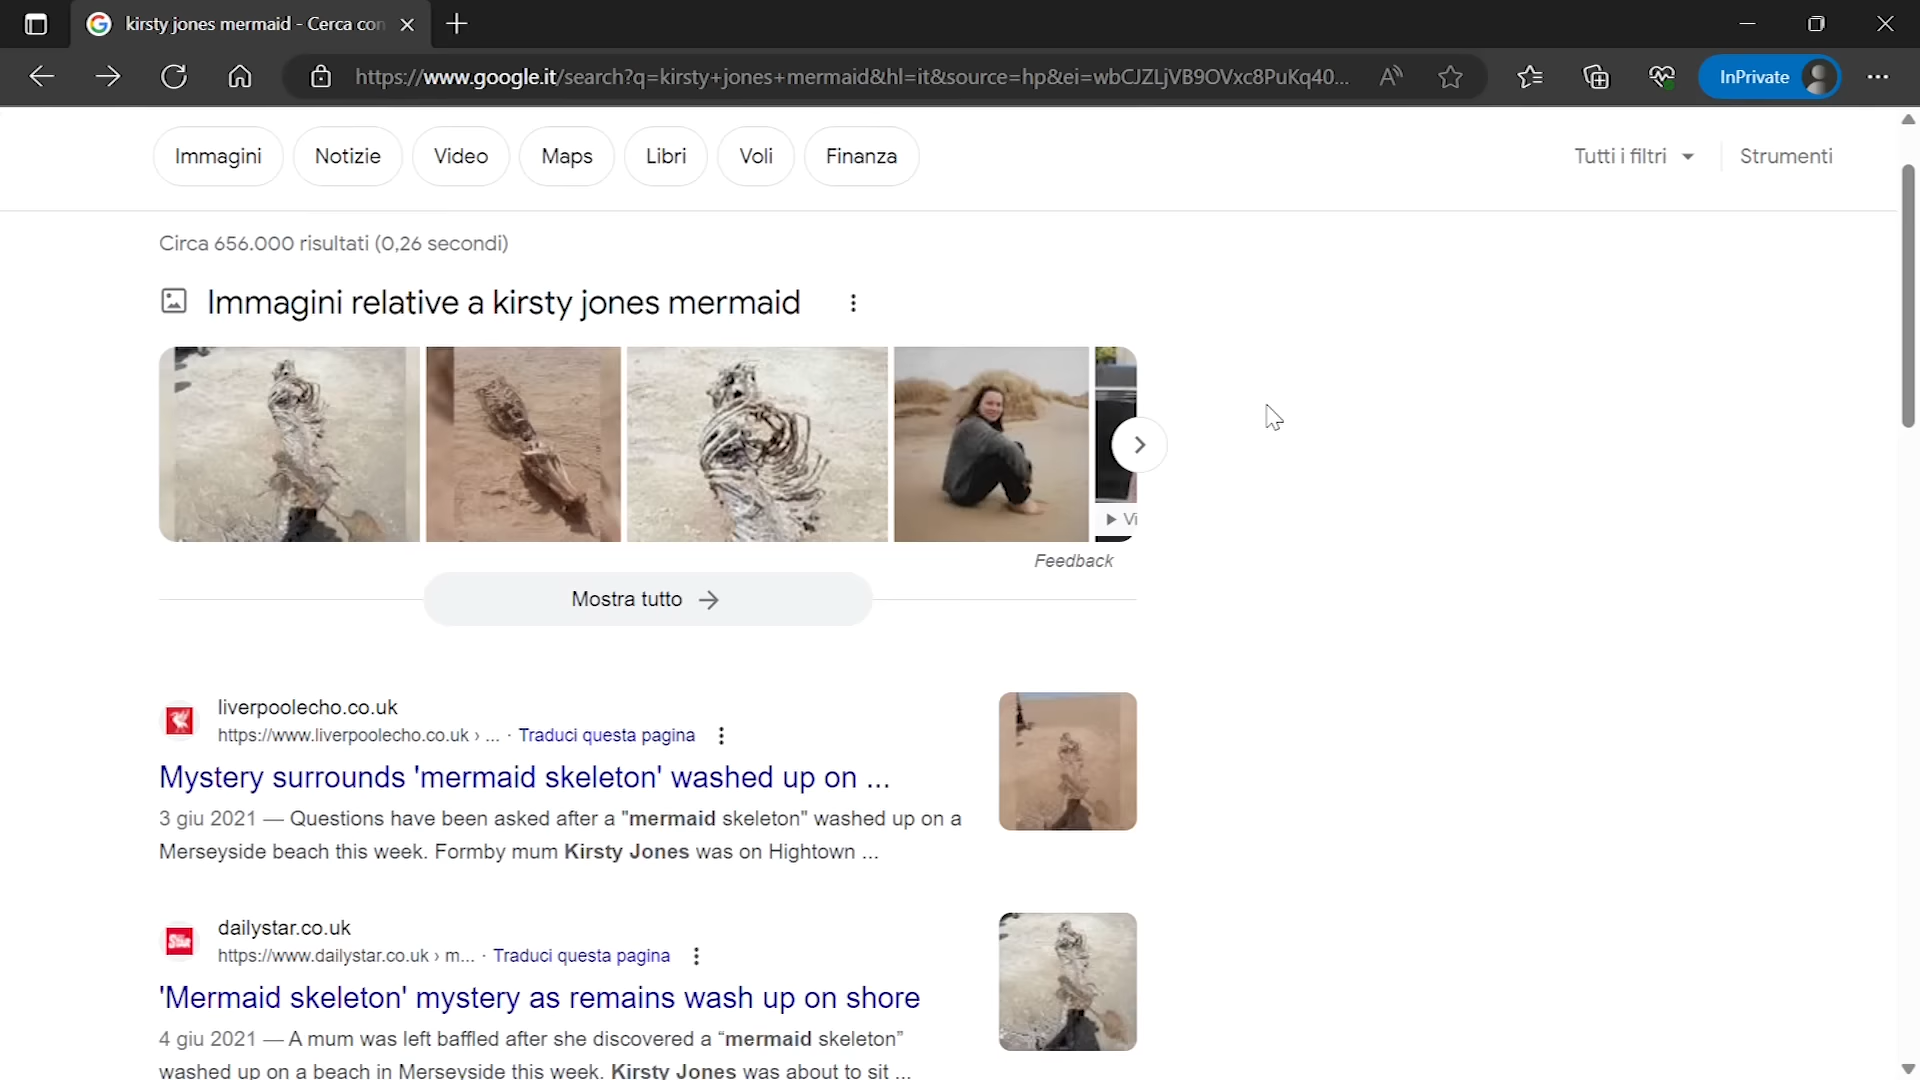 kirsty jones mermaid - Cerca con
https://www.google.it/search?q=kirsty+jones+mermaid&hl=it&source=hp&ei=wbCJZLjVB9OVxc8PuKq40...
InPrivate
Immagini
Notizie
Video
Maps
Libri
Voli
Finanza
Tutti i filtri
Strumenti
Circa 656.000 risultati (0,26 secondi)
Immagini relative a kirsty jones mermaid
Vi
Feedback
Mostra tutto
liverpoolecho.co.uk
https://www.liverpoolecho.co.uk › ... · Traduci questa pagina
Mystery surrounds 'mermaid skeleton' washed up on ...
3 giu 2021 — Questions have been asked after a "mermaid skeleton" washed up on a
Merseyside beach this week. Formby mum Kirsty Jones was on Hightown ...
dailystar.co.uk
https://www.dailystar.co.uk › m... · Traduci questa pagina
'Mermaid skeleton' mystery as remains wash up on shore
4 giu 2021 — A mum was left baffled after she discovered a “mermaid skeleton”
washed up on a beach in Merseyside this week. Kirsty Jones was about to sit ...